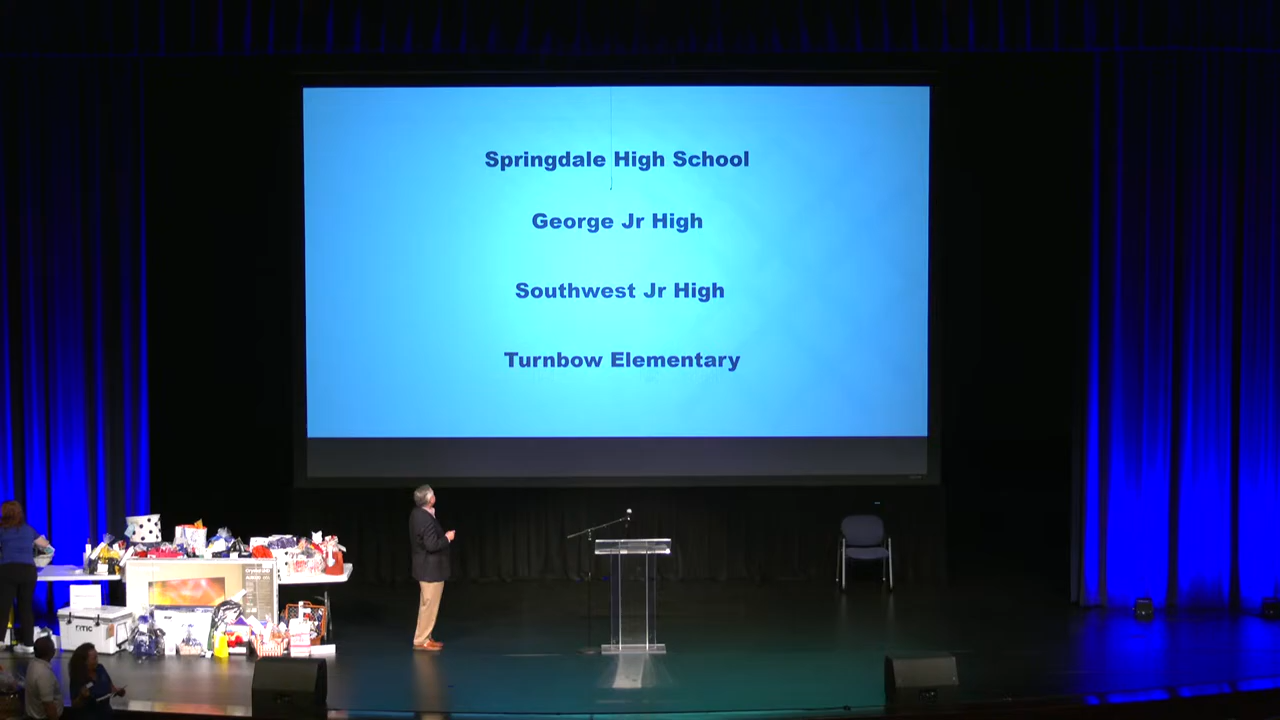 Springdale High School
George Jr High
Southwest Jr High
Turnbow Elementary